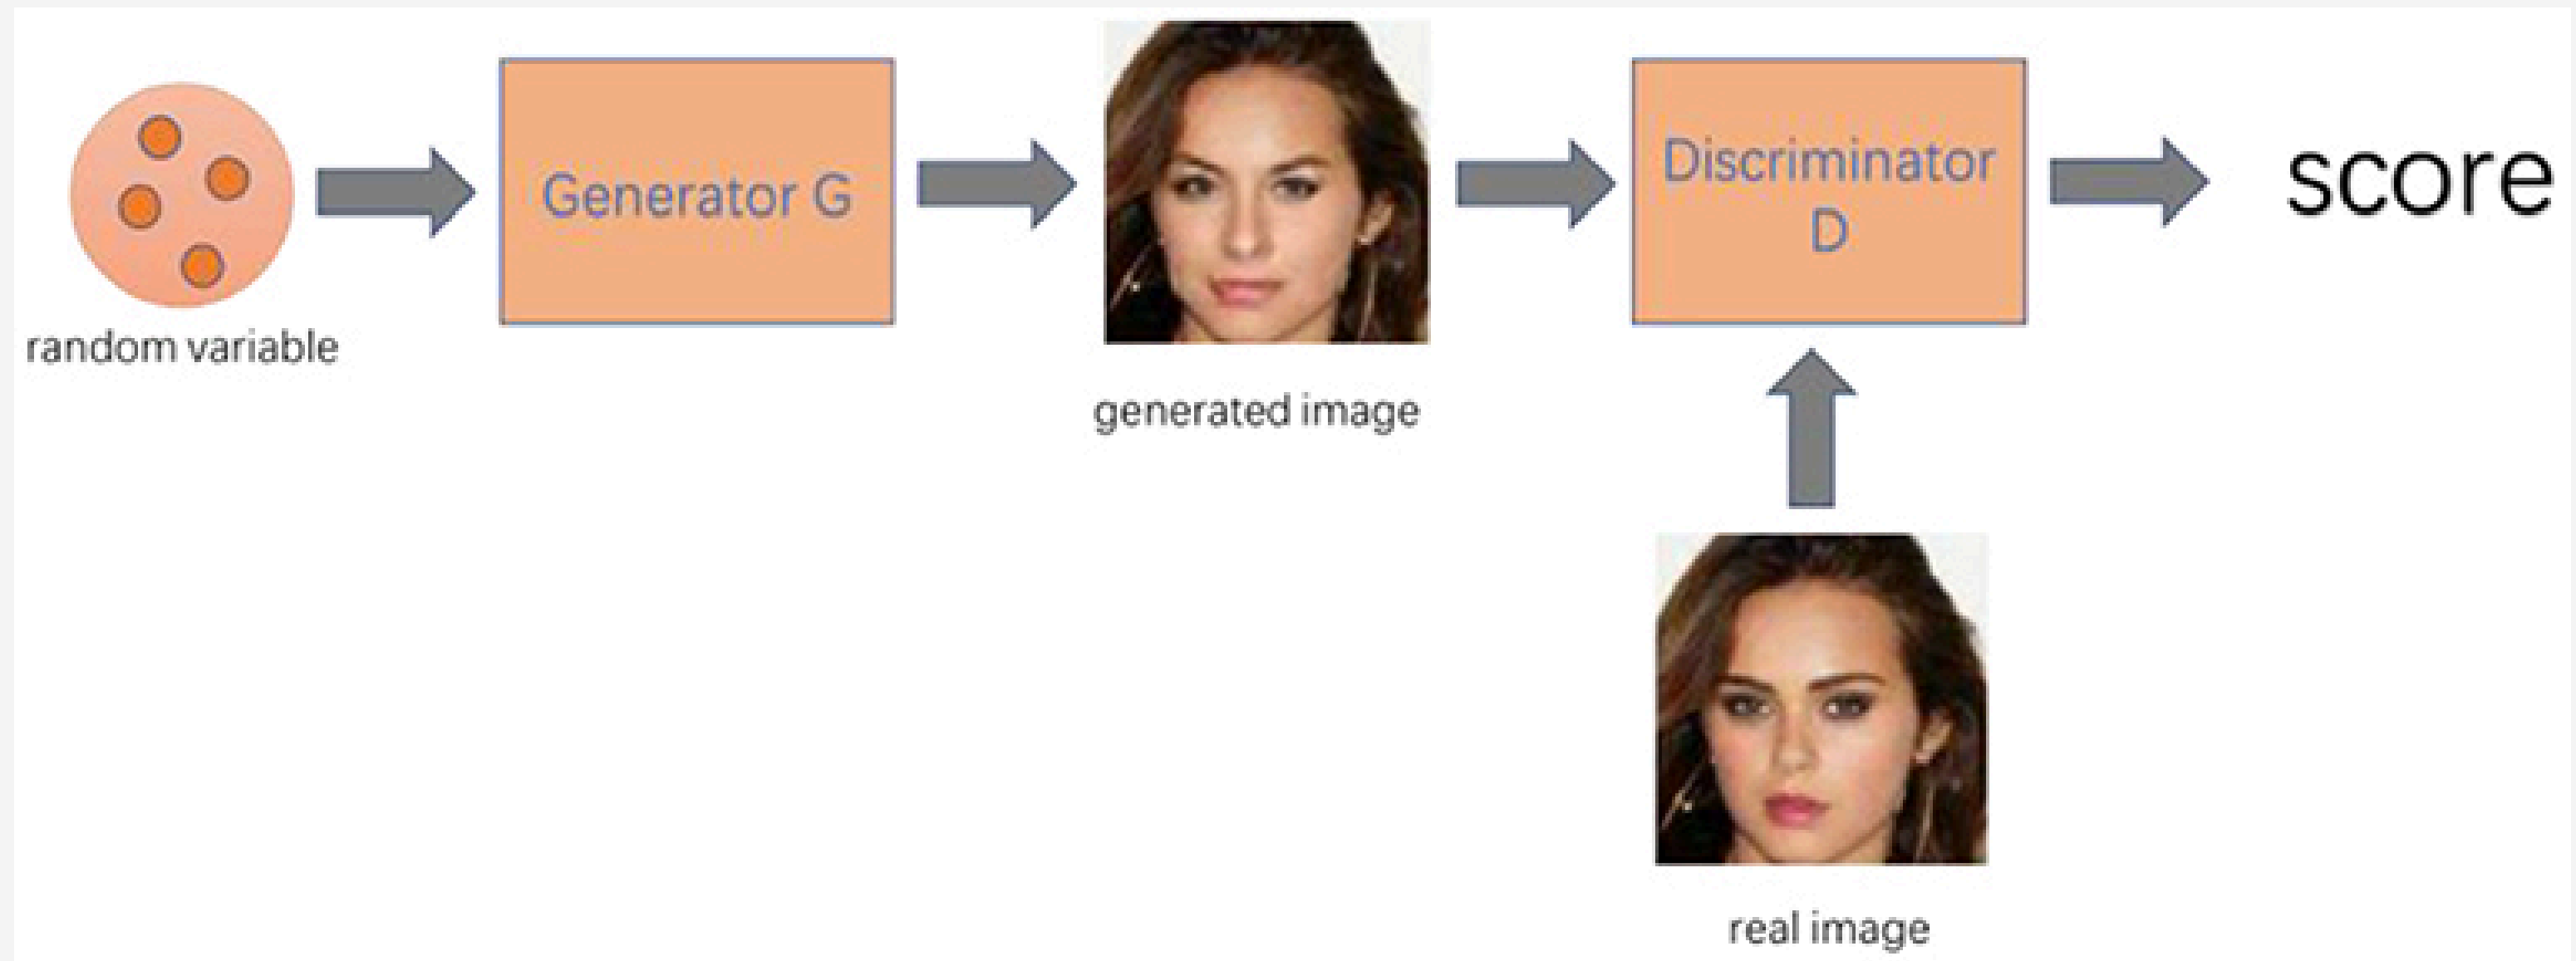 random variable
Generator G
generated image
Discriminator
D
score
real image